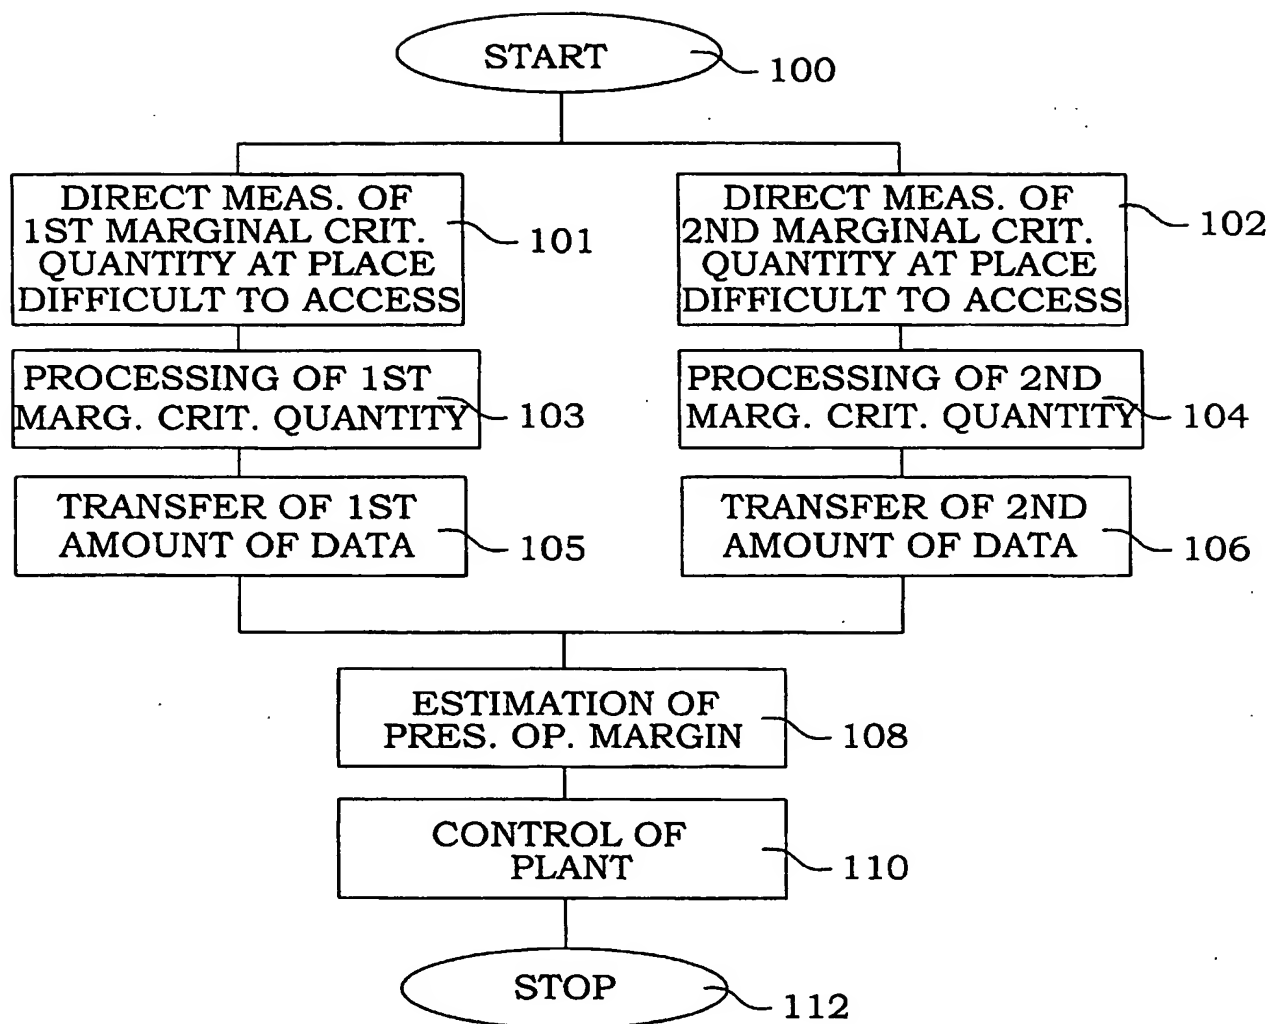 START
100
DIRECT MEAS. OF
1ST MARGINAL CRIT.
QUANTITY AT PLACE
DIFFICULT TO ACCESS
101
DIRECT MEAS. OF
2ND MARGINAL CRIT.
QUANTITY AT PLACE
DIFFICULT TO ACCESS
102
PROCESSING OF 1ST
MARG. CRIT. QUANTITY
103
PROCESSING OF 2ND
MARG. CRIT. QUANTITY
104
TRANSFER OF 1ST
AMOUNT OF DATA
105
TRANSFER OF 2ND
AMOUNT OF DATA
106
ESTIMATION OF
PRES. OP. MARGIN
108
CONTROL OF
PLANT
110
STOP
112